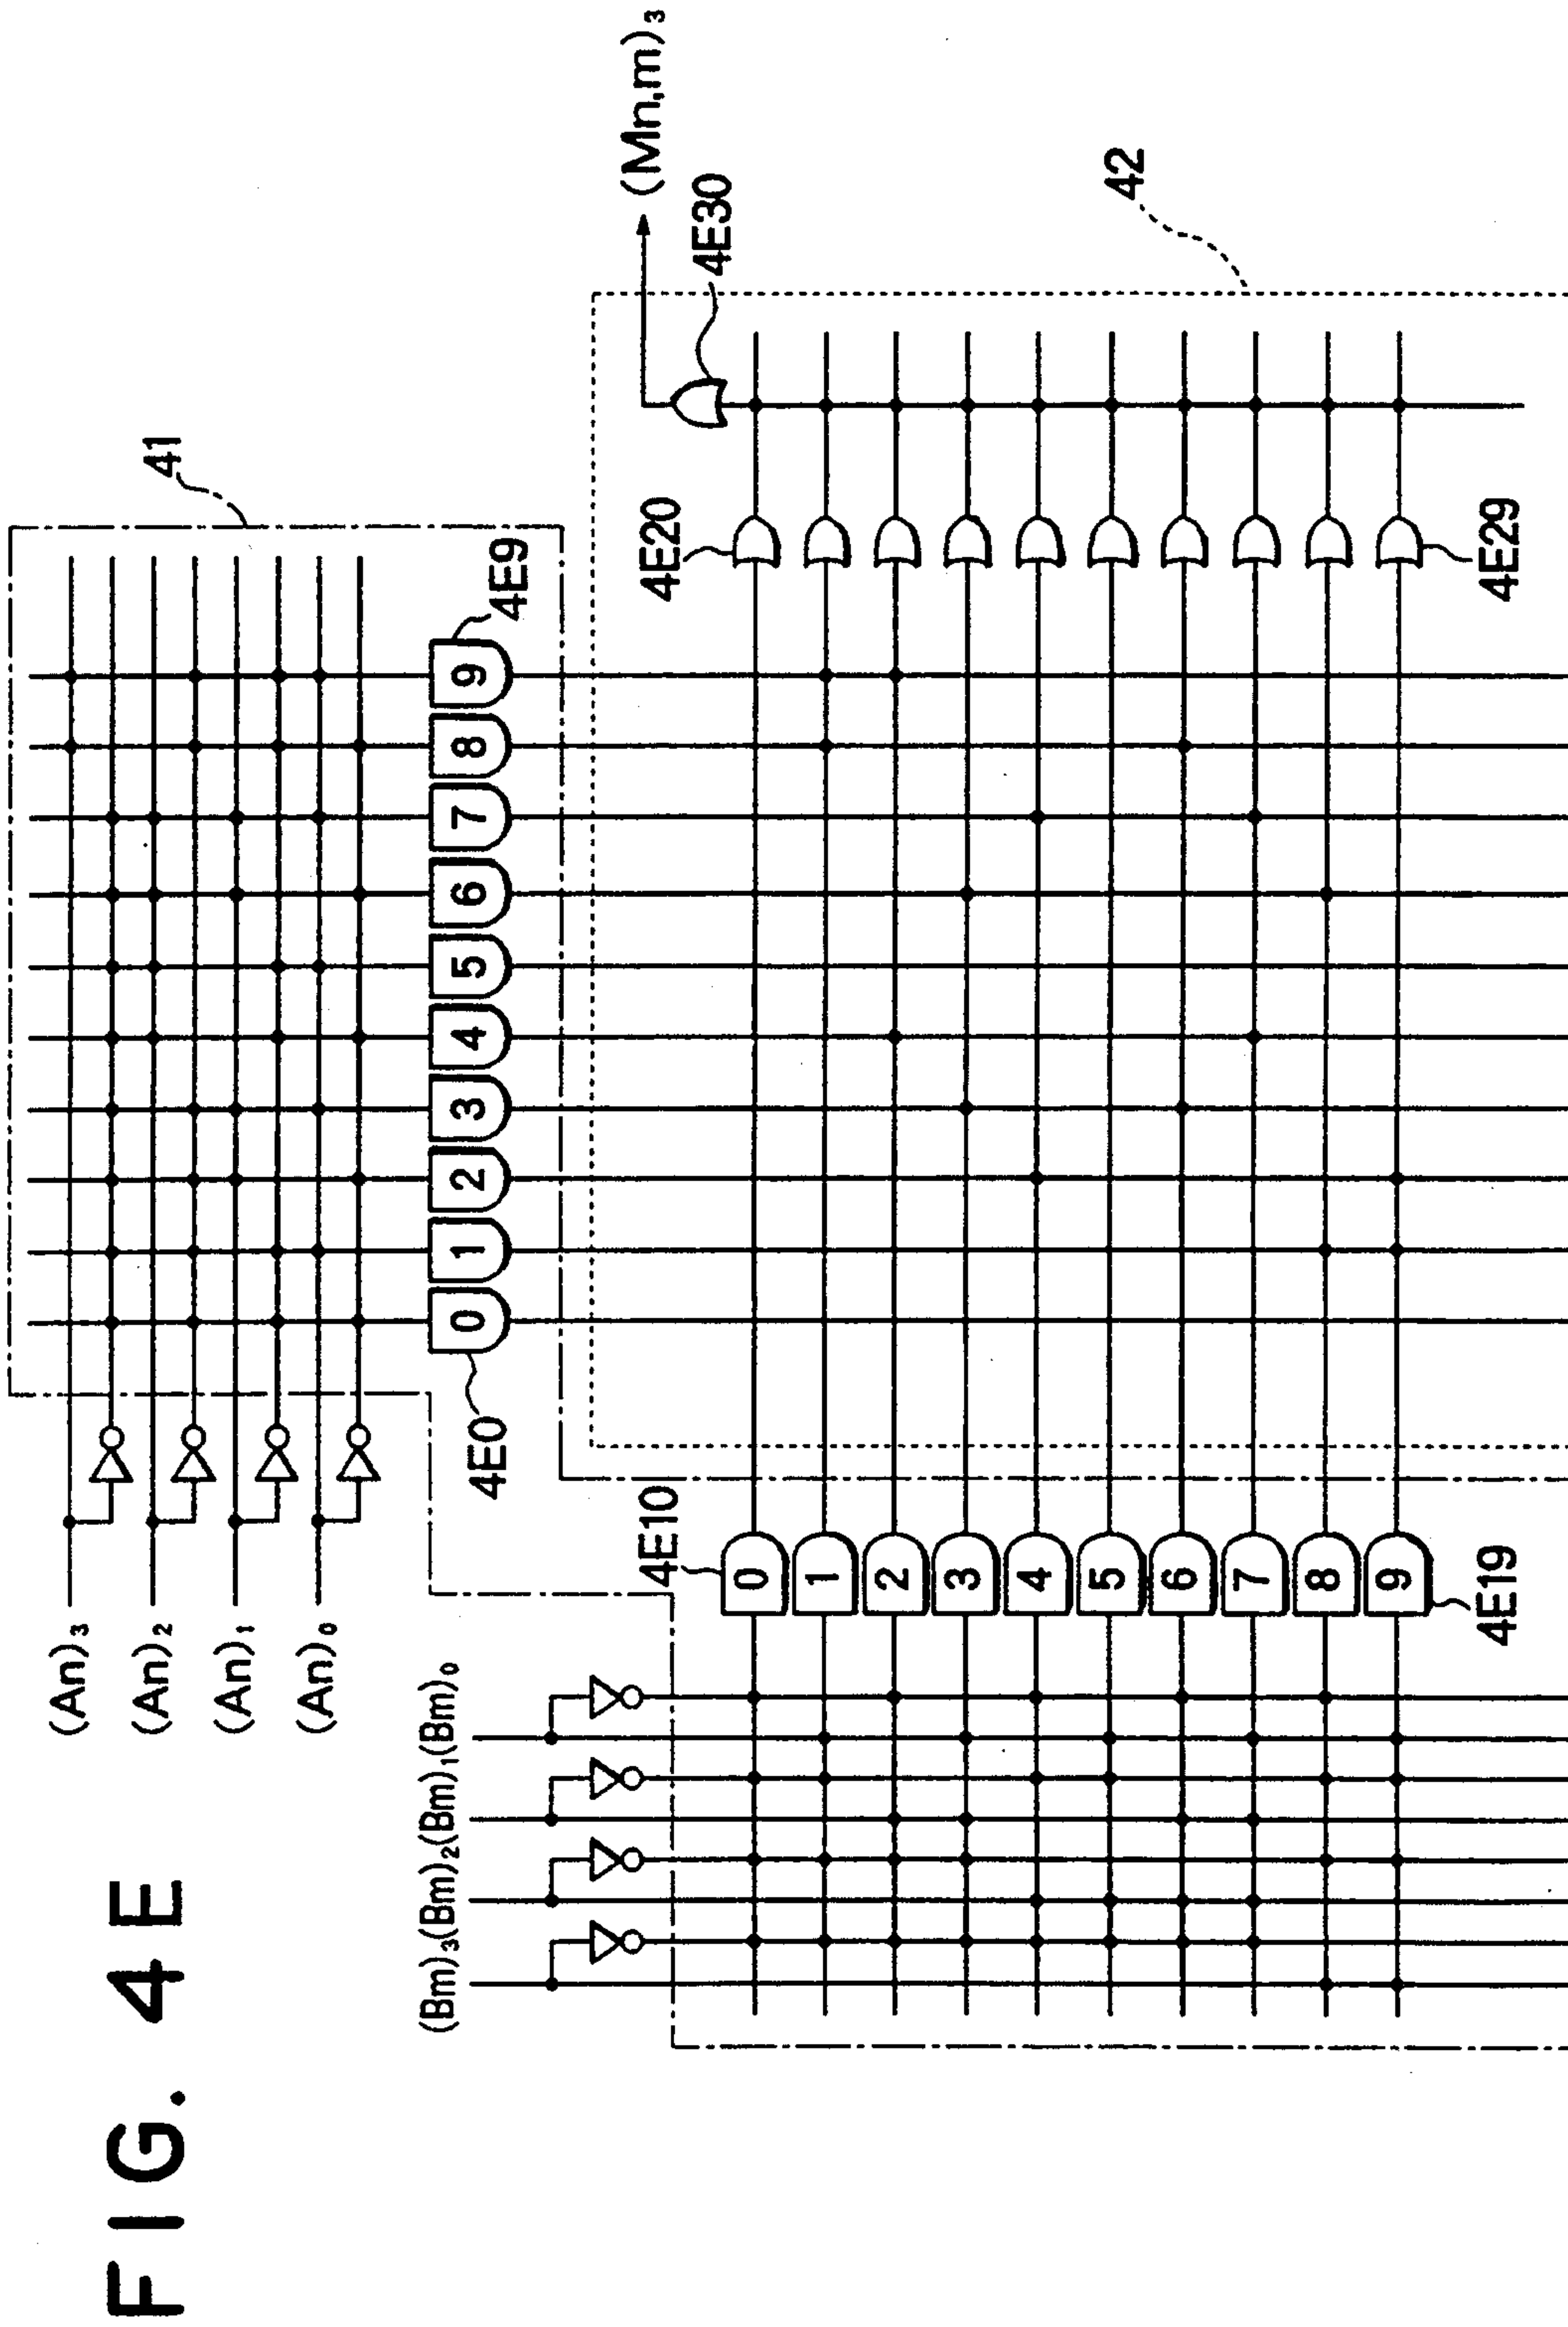 FIG. 4E
(An)₃
(An)₂
(An)₁
(An)₀
41
4E0
0 1 2 3 4 5 6 7 8 9
4E9
(Bm)₃(Bm)₂(Bm)₁(Bm)₀
4E10
0
1
2
3
4
5
6
7
8
9
4E19
4E20
4E29
4E30
(Mn,m)₃
42